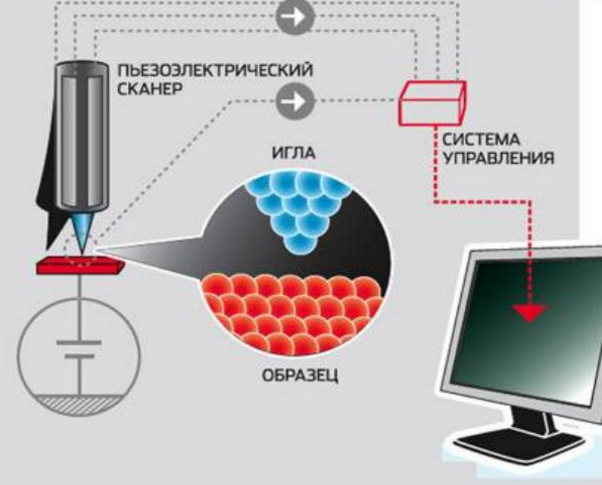 ПЬЕЗОЭЛЕКТРИЧЕСКИЙ
СКАНЕР
СИСТЕМА
УПРАВЛЕНИЯ
ИГЛА
ОБРАЗЕЦ